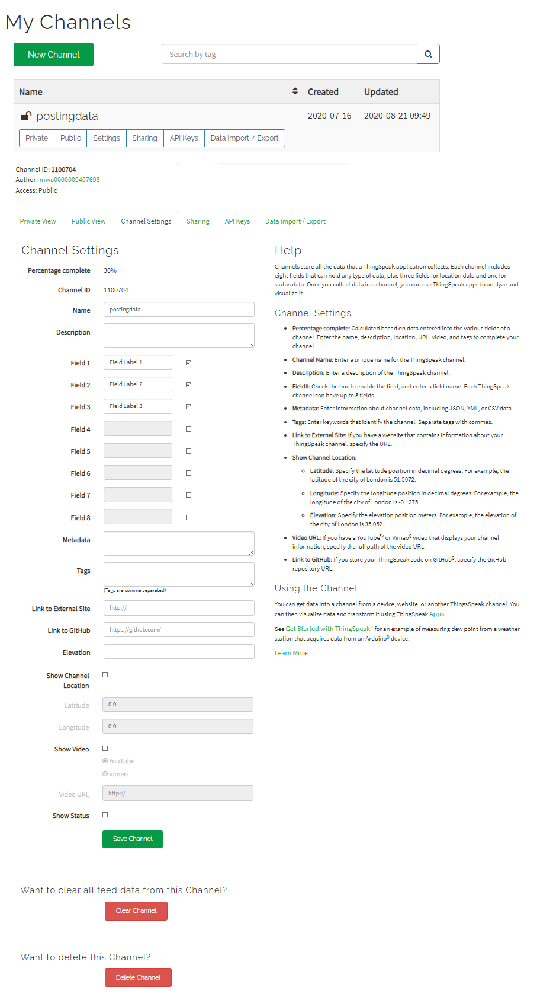 My Channels
New Channel
Search by tag
Name Created Updated
postingdata 2020-07-16 2020-08-21 09:49
Private Public Settings Sharing API Keys Data Import / Export
Channel ID: 1100704
Author: mwa0000009407698
Access: Public
Private View Public View Channel Settings Sharing API Keys Data Import / Export
Channel Settings
Percentage complete 30%
Channel ID 1100704
Name postingdata
Description
Field 1 Field Label 1
Field 2 Field Label 2
Field 3 Field Label 3
Field 4
Field 5
Field 6
Field 7
Field 8
Metadata
Tags
(Tags are comma separated)
Link to External Site http://
Link to GitHub https://github.com/
Elevation
Show Channel
Location
Latitude 0.0
Longitude 0.0
Show Video
YouTube
Vimeo
Video URL http://
Show Status
Save Channel
Want to clear all feed data from this Channel?
Clear Channel
Want to delete this Channel?
Delete Channel
Help
Channels store all the data that a ThingSpeak application collects. Each channel includes
eight fields that can hold any type of data, plus three fields for location data and one for
status data. Once you collect data in a channel, you can use ThingSpeak apps to analyze and
visualize it.
Channel Settings
• Percentage complete: Calculated based on data entered into the various fields of a
channel. Enter the name, description, location, URL, video, and tags to complete your
channel.
• Channel Name: Enter a unique name for the ThingSpeak channel.
• Description: Enter a description of the ThingSpeak channel.
• Field#: Check the box to enable the field, and enter a field name. Each ThingSpeak
channel can have up to 8 fields.
• Metadata: Enter information about channel data, including JSON, XML, or CSV data.
• Tags: Enter keywords that identify the channel. Separate tags with commas.
• Link to External Site: If you have a website that contains information about your
ThingSpeak channel, specify the URL.
• Show Channel Location:
○ Latitude: Specify the latitude position in decimal degrees. For example, the
latitude of the city of London is 51.5072.
○ Longitude: Specify the longitude position in decimal degrees. For example, the
longitude of the city of London is -0.1275.
○ Elevation: Specify the elevation position meters. For example, the elevation of
the city of London is 35.052.
• Video URL: If you have a YouTube™ or Vimeo® video that displays your channel
information, specify the full path of the video URL.
• Link to GitHub: If you store your ThingSpeak code on GitHub®, specify the GitHub
repository URL.
Using the Channel
You can get data into a channel from a device, website, or another ThingsSpeak channel. You
can then visualize data and transform it using ThingSpeak Apps.
See Get Started with ThingSpeak™ for an example of measuring dew point from a weather
station that acquires data from an Arduino® device.
Learn More